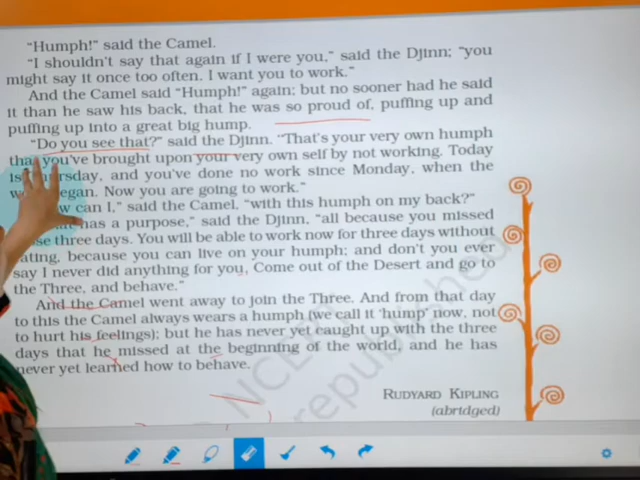 "Humph!" said the Camel.
"I shouldn't say that again if I were you," said the Djinn; "you
might say it once too often. I want you to work."
And the Camel said "Humph!" again; but no sooner had he said
it than he saw his back, that he was so proud of, puffing up and
puffing up into a great big hump.
"Do you see that?" said the Djinn. "That's your very own humph
that you've brought upon your very own self by not working. Today
is Thursday, and you've done no work since Monday, when the
egan. Now you are going to work."
can I," said the Camel, "with this humph on my back?"
has a purpose," said the Djinn, "all because you missed
se three days. You will be able to work now for three days without
ating, because you can live on your humph; and don't you ever
say I never did anything for you. Come out of the Desert and go to
the Three, and behave."
And the Camel went away to join the Three. And from that day
to this the Camel always wears a humph (we call it 'hump' now, not
to hurt his feelings); but he has never yet caught up with the three
days that he missed at the beginning of the world, and he has
never yet learned how to behave.
RUDYARD KIPLING
(abridged)
NCERT
republished